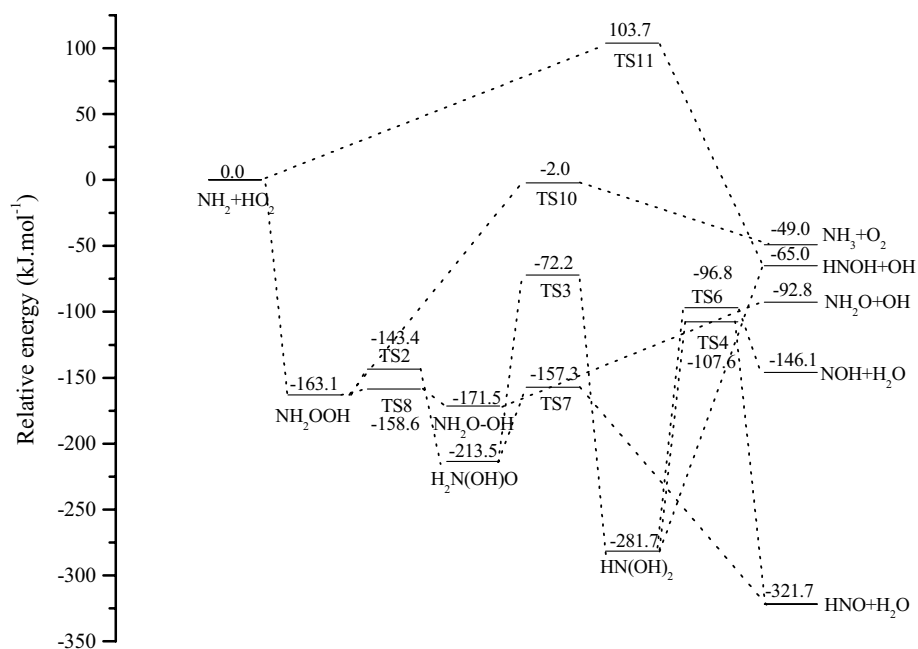 100
50
0
-50
-100
-150
-200
-250
-300
-350
Relative energy (kJ.mol⁻¹)
0.0
NH₂+HO₂
-163.1
NH₂OOH
-143.4
TS2
TS8
-158.6
-171.5
NH₂O-OH
-213.5
H₂N(OH)O
103.7
TS11
-2.0
TS10
-72.2
TS3
-157.3
TS7
-281.7
HN(OH)₂
-96.8
TS6
TS4
-107.6
-49.0 NH₃+O₂
-65.0 HNOH+OH
-92.8 NH₂O+OH
-146.1 NOH+H₂O
-321.7 HNO+H₂O